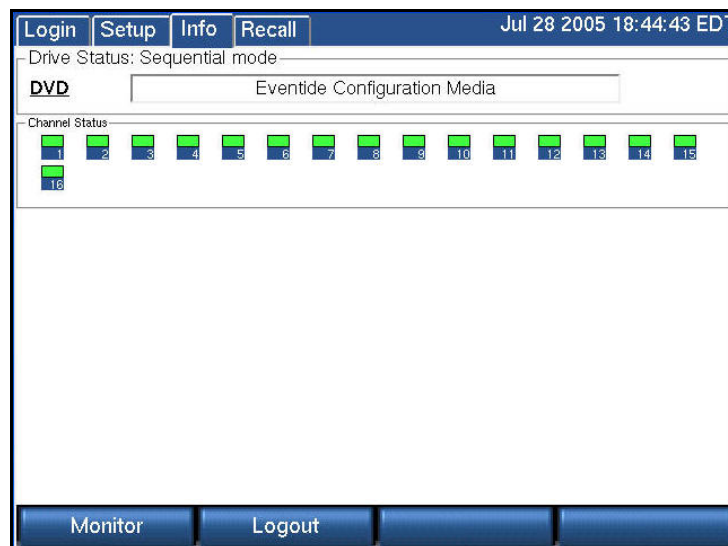 Login Setup Info Recall Jul 28 2005 18:44:43 EDT
Drive Status: Sequential mode
DVD Eventide Configuration Media
Channel Status
1 2 3 4 5 6 7 8 9 10 11 12 13 14 15
16
Monitor Logout